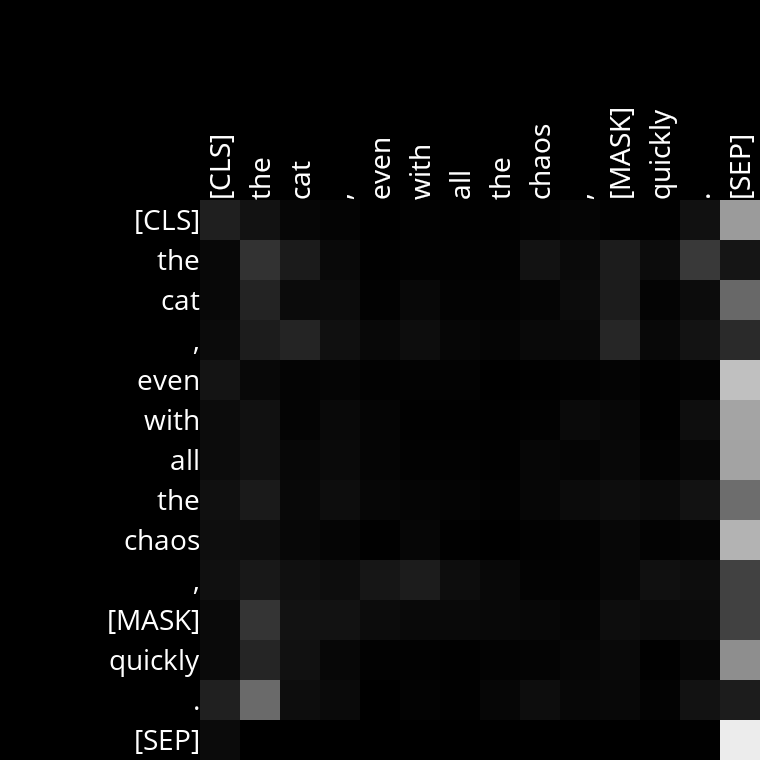 [CLS] the cat , even with all the chaos , [MASK] quickly . [SEP]
[CLS]
the
cat
,
even
with
all
the
chaos
,
[MASK]
quickly
.
[SEP]